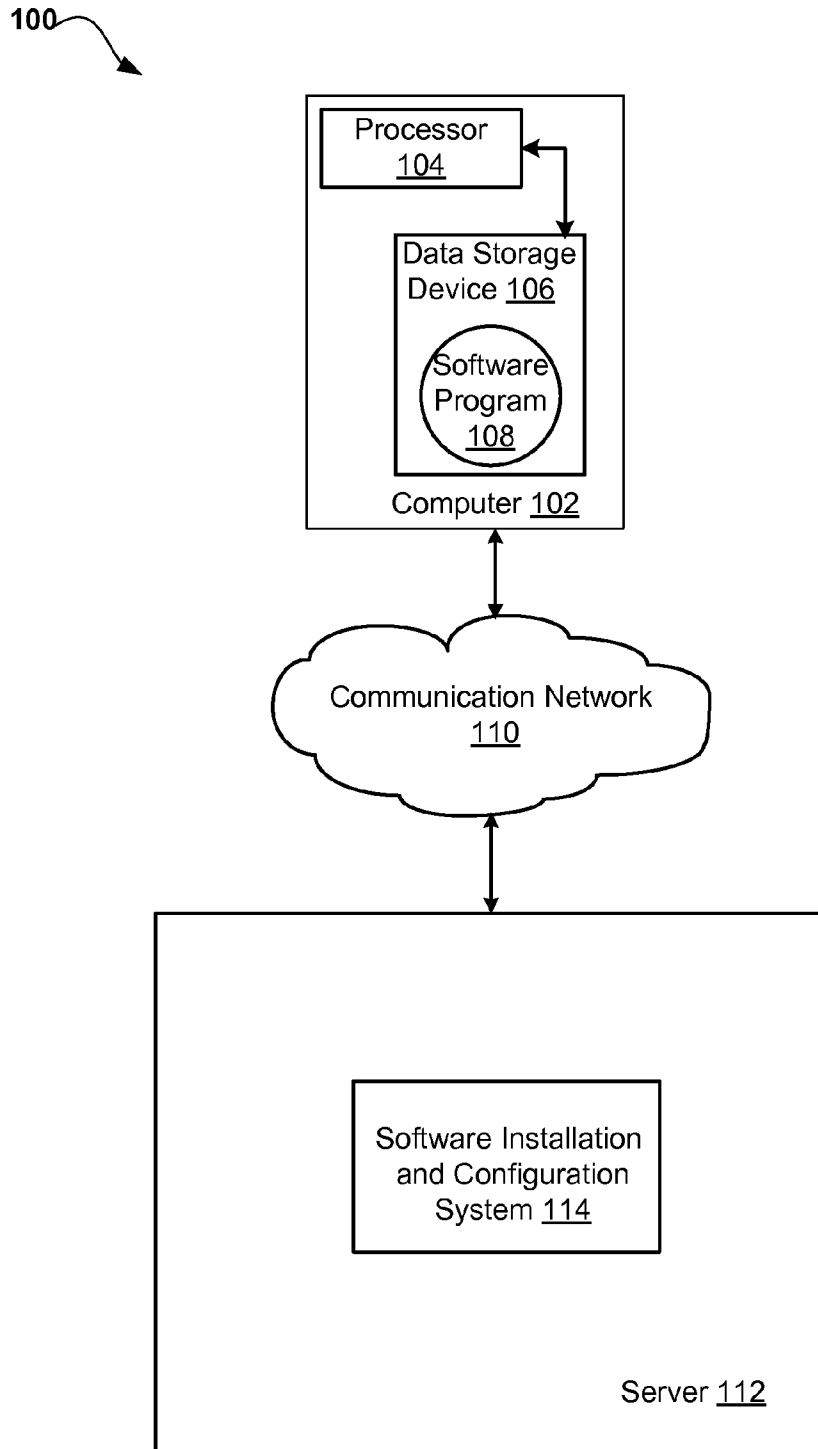 100
Processor
104
Data Storage
Device 106
Software
Program
108
Computer 102
Communication Network
110
Software Installation
and Configuration
System 114
Server 112